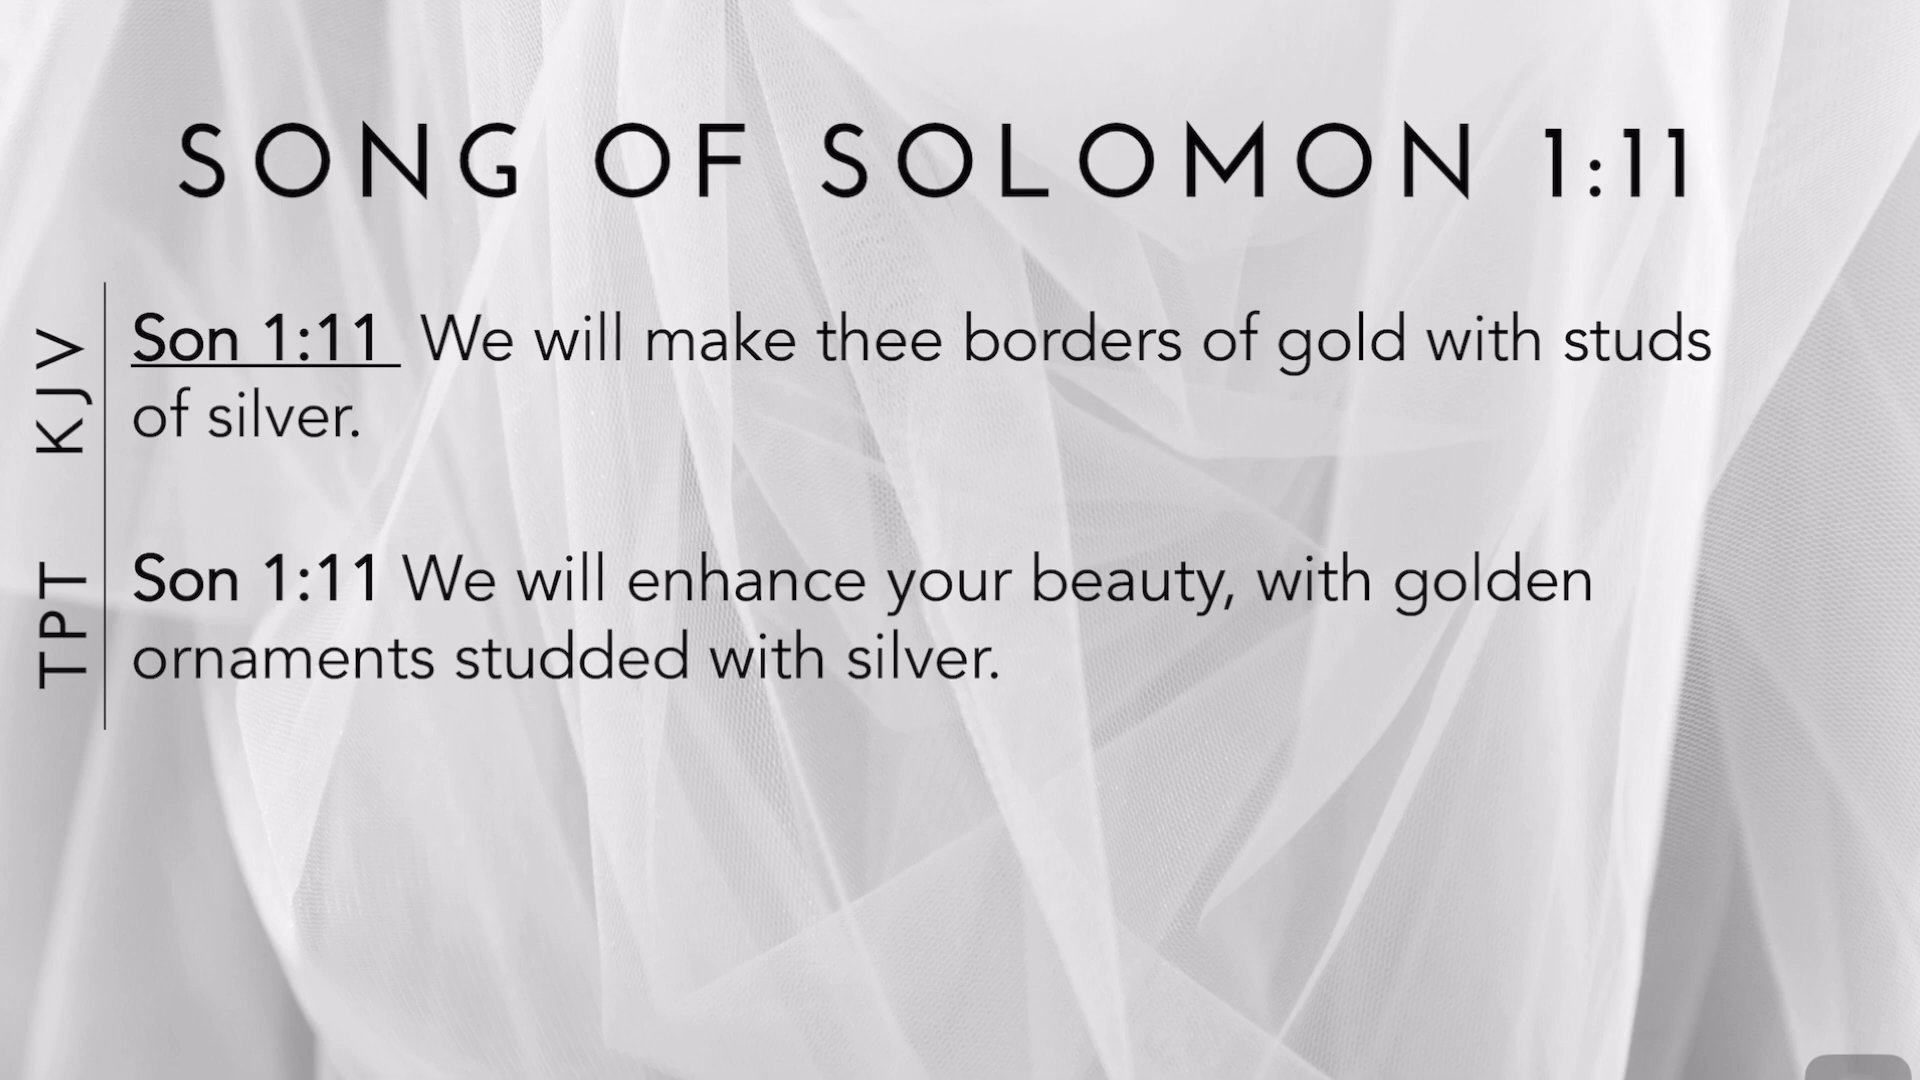 SONG OF SOLOMON 1:11
KJV
Son 1:11 We will make thee borders of gold with studs
of silver.
TPT
Son 1:11 We will enhance your beauty, with golden
ornaments studded with silver.